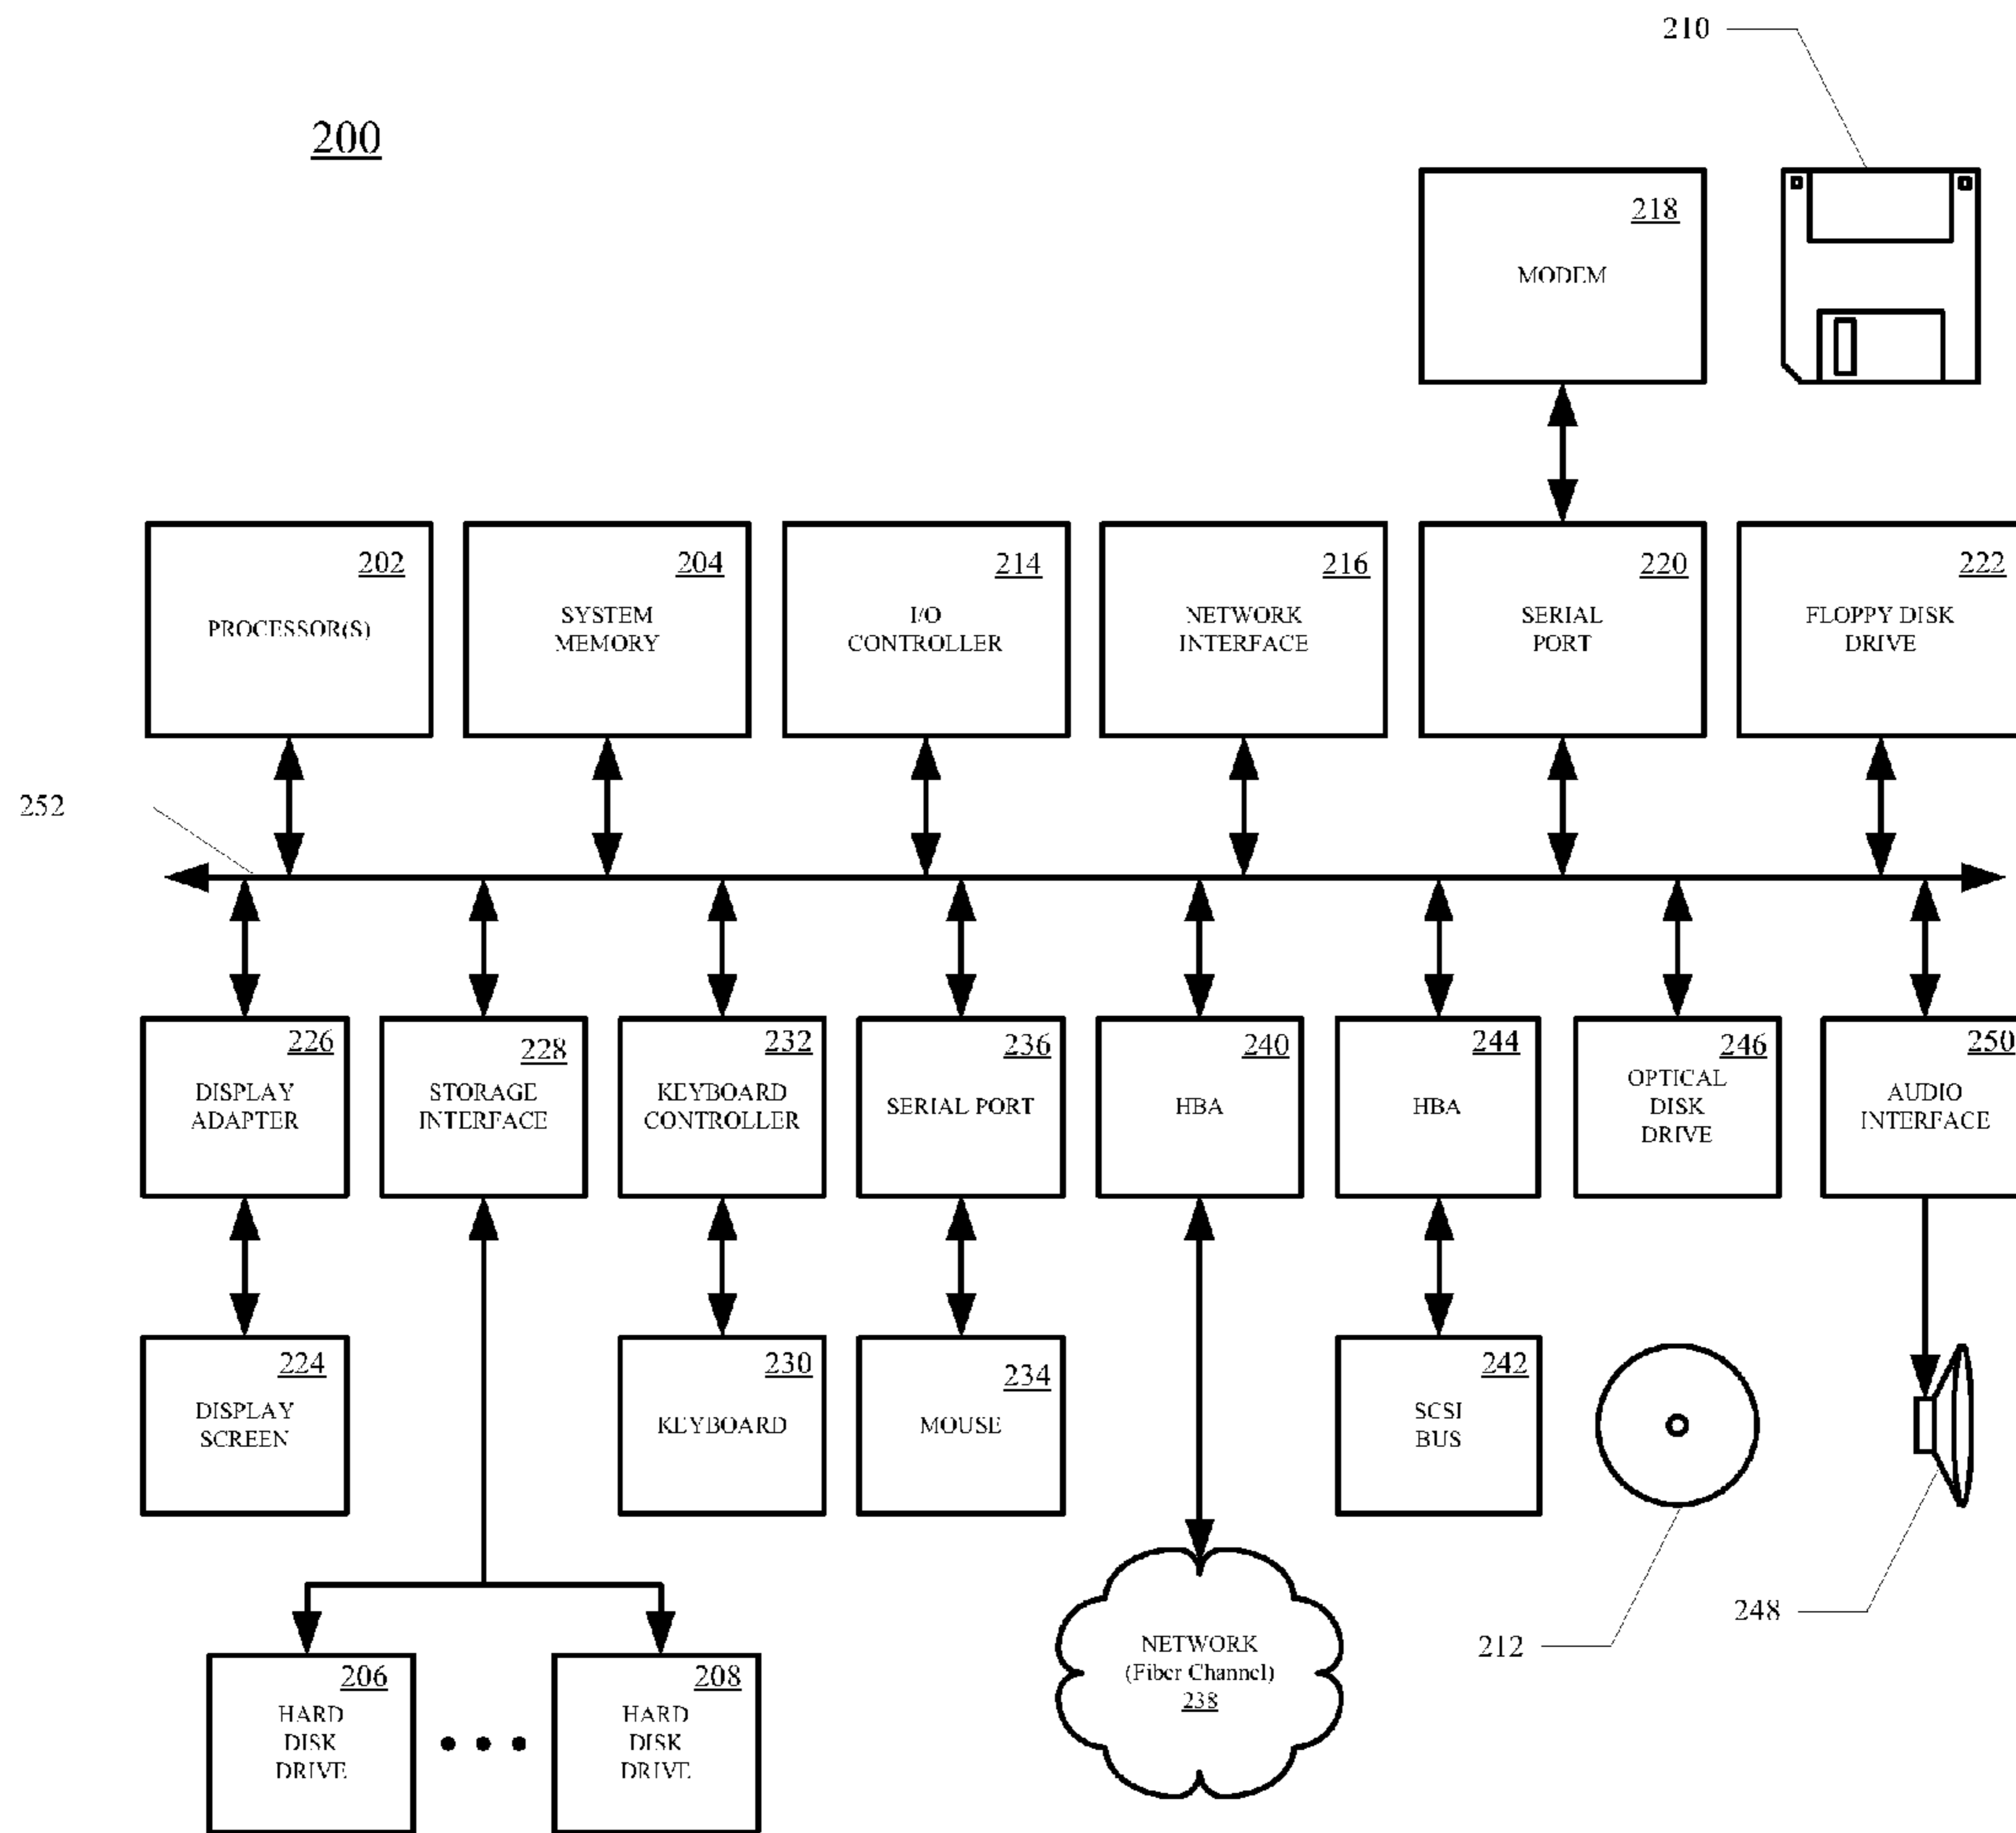 210
200
218
MODEM
202
PROCESSOR(S)
204
SYSTEM
MEMORY
214
I/O
CONTROLLER
216
NETWORK
INTERFACE
220
SERIAL
PORT
222
FLOPPY DISK
DRIVE
252
226
DISPLAY
ADAPTER
228
STORAGE
INTERFACE
232
KEYBOARD
CONTROLLER
236
SERIAL PORT
240
HBA
244
HBA
246
OPTICAL
DISK
DRIVE
250
AUDIO
INTERFACE
224
DISPLAY
SCREEN
230
KEYBOARD
234
MOUSE
242
SCSI
BUS
248
212
206
HARD
DISK
DRIVE
208
HARD
DISK
DRIVE
NETWORK
(Fiber Channel)
238